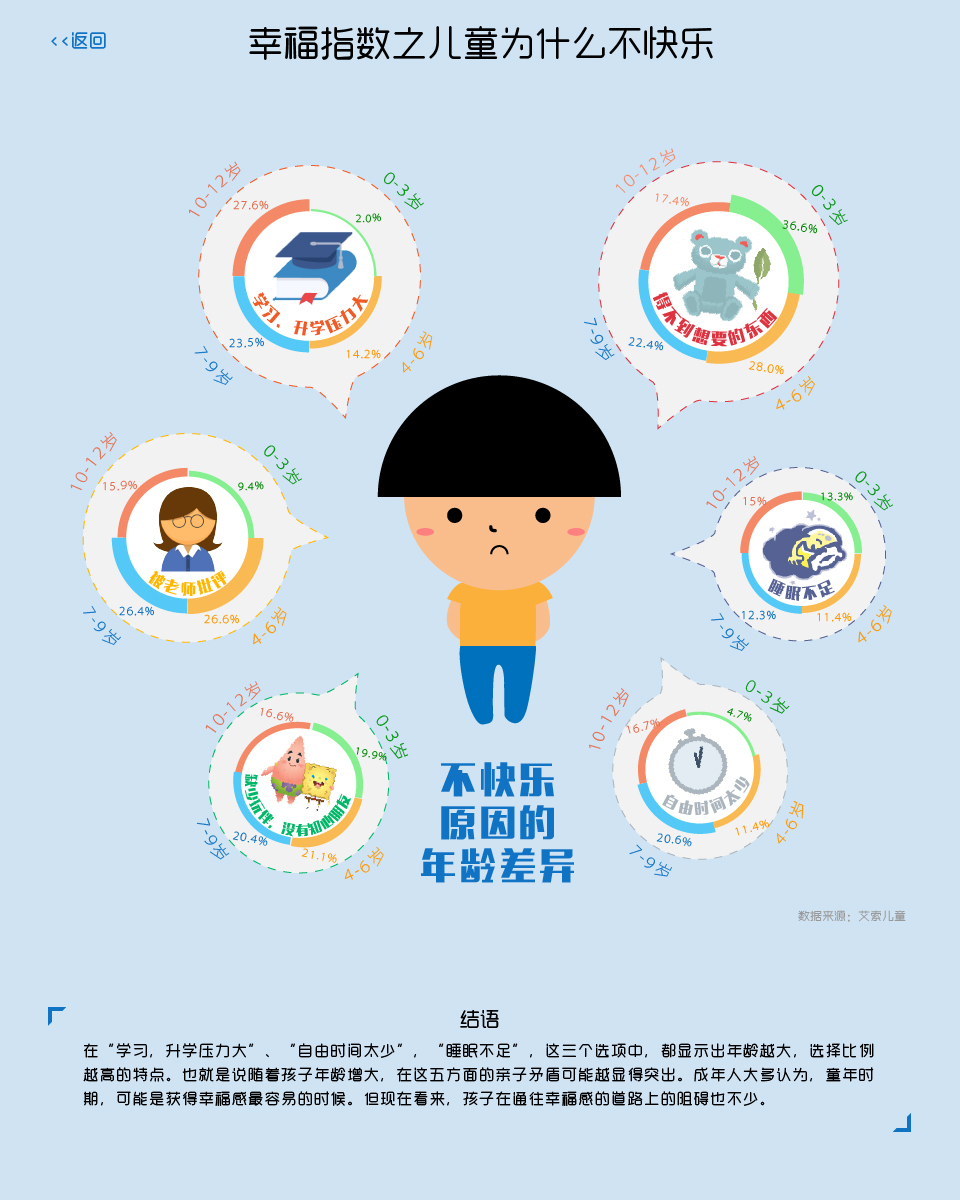 <<返回
幸福指数之儿童为什么不快乐
10-12岁
27.6%
0-3岁
2.0%
学习、升学压力大
23.5%
7-9岁
14.2%
4-6岁
10-12岁
17.4%
0-3岁
36.6%
得不到想要的东西
22.4%
7-9岁
28.0%
4-6岁
10-12岁
15.9%
0-3岁
9.4%
被老师批评
26.4%
7-9岁
26.6%
4-6岁
10-12岁
15%
0-3岁
13.3%
睡眠不足
12.3%
7-9岁
11.4%
4-6岁
10-12岁
16.6%
0-3岁
19.9%
缺少玩伴，没有知心朋友
20.4%
7-9岁
21.1%
4-6岁
10-12岁
16.7%
0-3岁
4.7%
自由时间太少
20.6%
7-9岁
11.4%
4-6岁
不快乐
原因的
年龄差异
数据来源：艾索儿童
结语
在“学习，升学压力大”、“自由时间太少”，“睡眠不足”，这三个选项中，都显示出年龄越大，选择比例
越高的特点。也就是说随着孩子年龄增大，在这五方面的亲子矛盾可能越显得突出。成年人大多认为，童年时
期，可能是获得幸福感最容易的时候。但现在看来，孩子在通往幸福感的道路上的阻碍也不少。